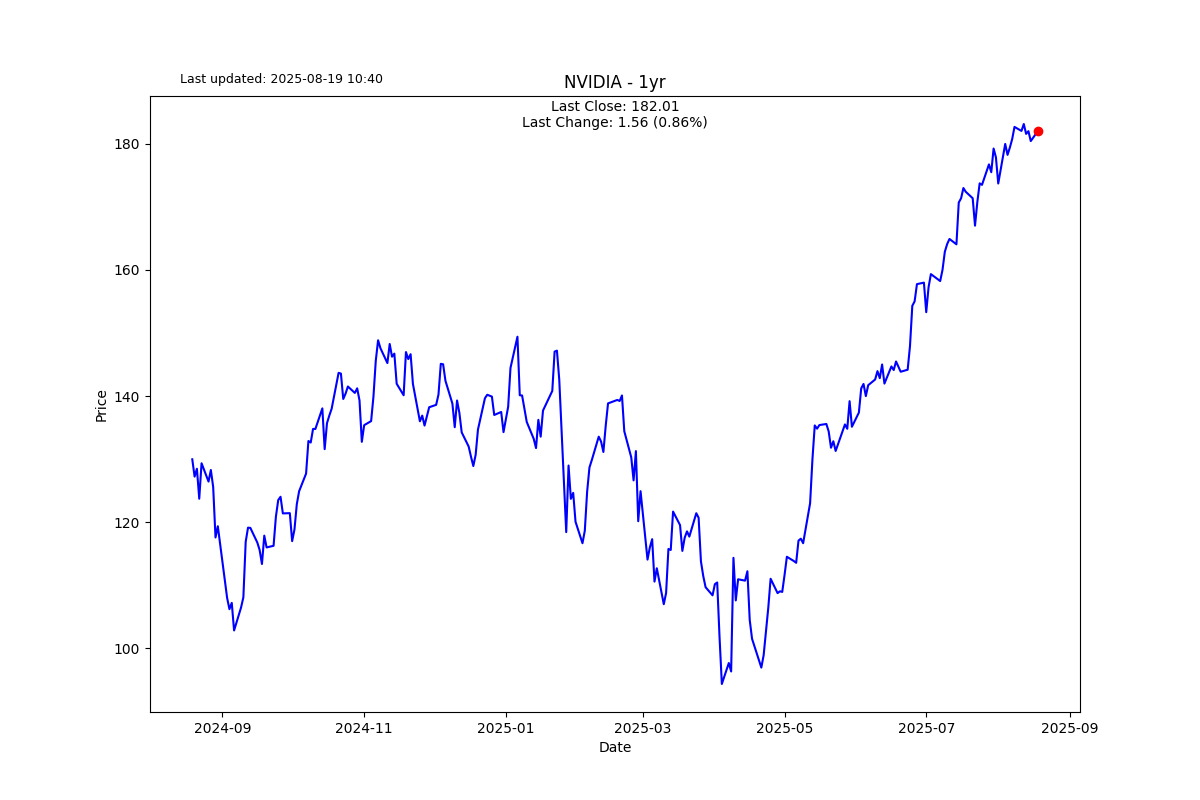 Last updated: 2025-08-19 10:40
NVIDIA - 1yr
Last Close: 182.01
Last Change: 1.56 (0.86%)
180
160
140
120
100
Price
2024-09
2024-11
2025-01
2025-03
2025-05
2025-07
2025-09
Date